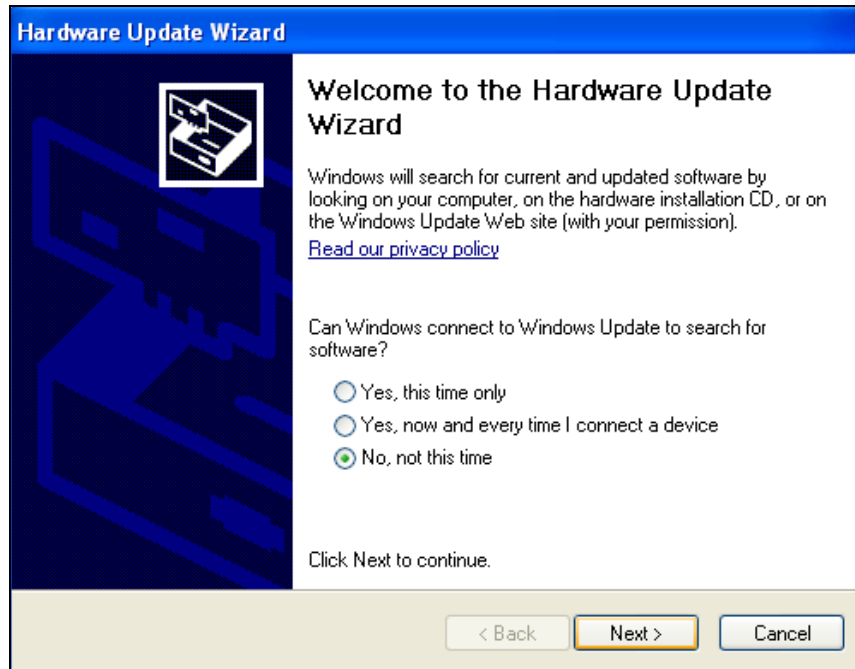 Hardware Update Wizard
Welcome to the Hardware Update
Wizard
Windows will search for current and updated software by
looking on your computer, on the hardware installation CD, or on
the Windows Update Web site (with your permission).
Read our privacy policy
Can Windows connect to Windows Update to search for
software?
Yes, this time only
Yes, now and every time I connect a device
No, not this time
Click Next to continue.
< Back
Next >
Cancel